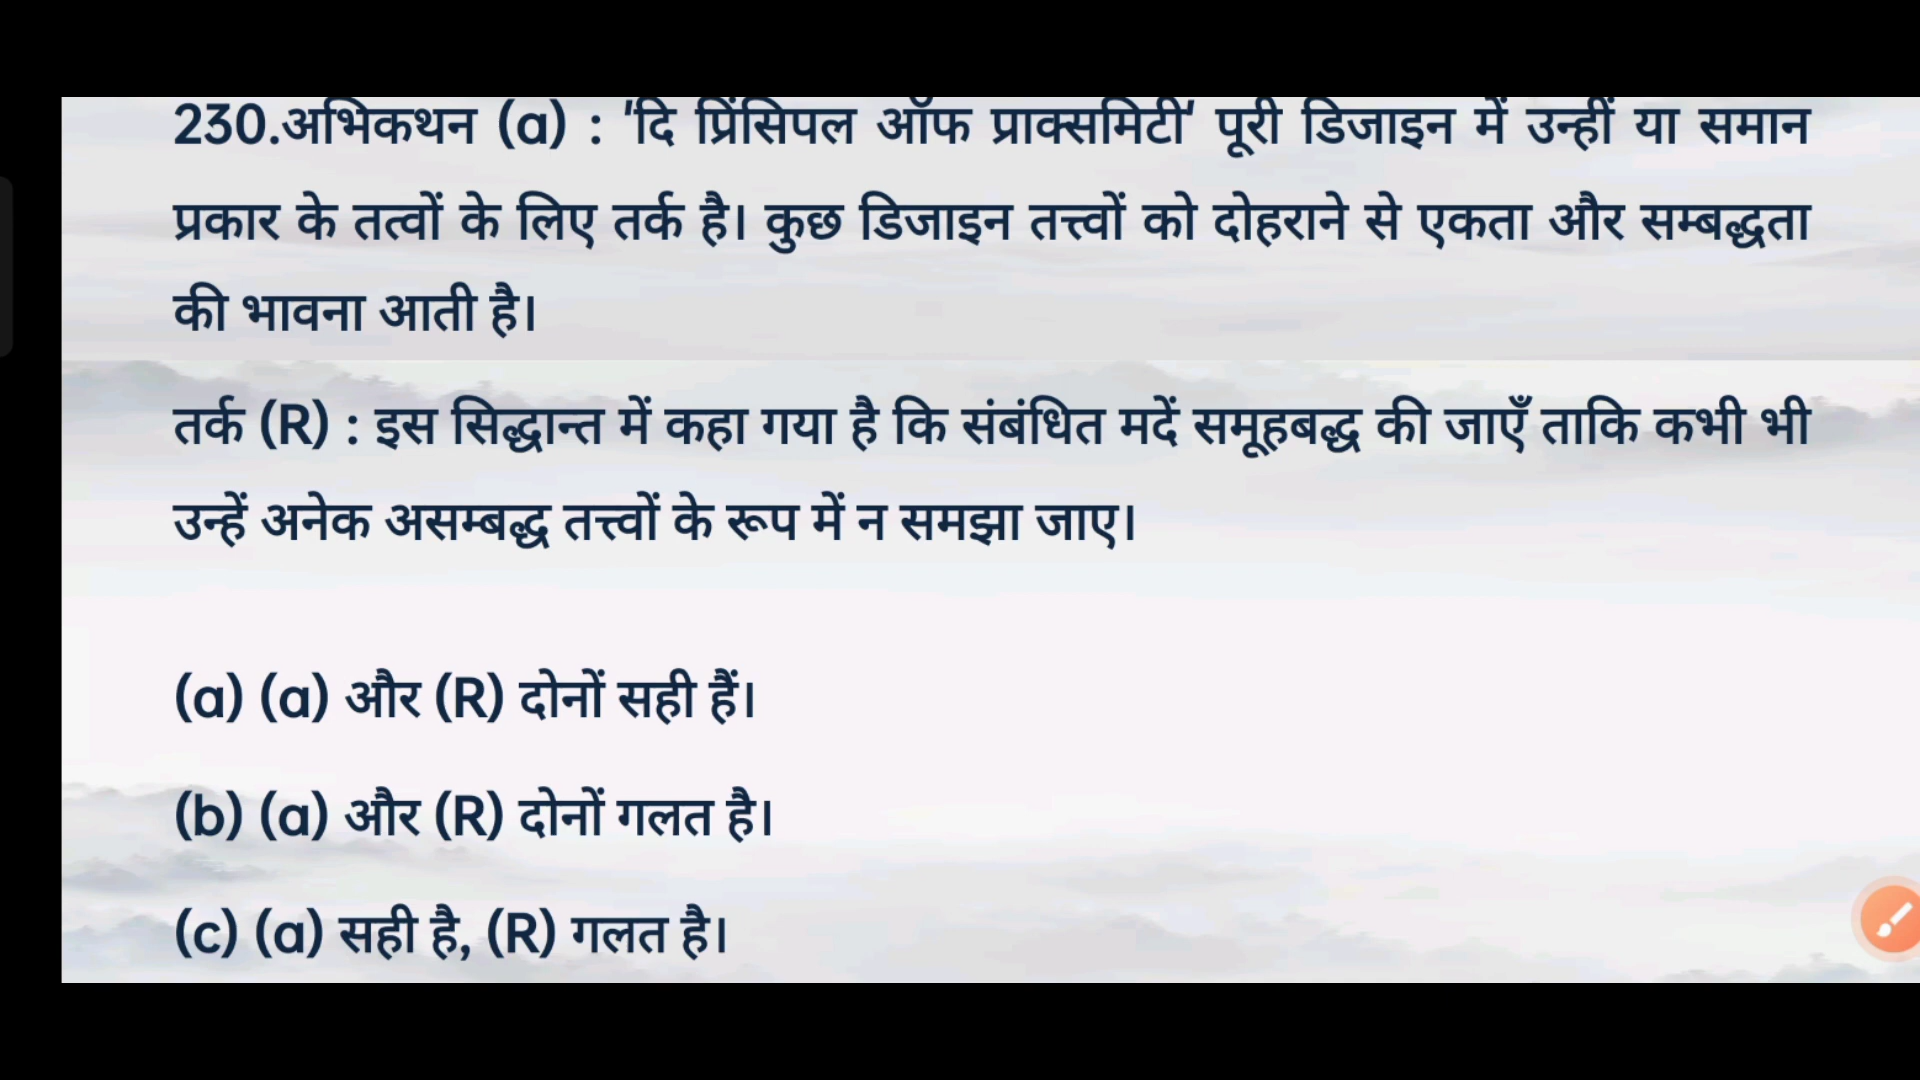 230.अभिकथन (a) : 'दि प्रिंसिपल ऑफ प्राक्समिटी' पूरी डिजाइन में उन्हीं या समान
प्रकार के तत्वों के लिए तर्क है। कुछ डिजाइन तत्त्वों को दोहराने से एकता और सम्बद्धता
की भावना आती है।
तर्क (R) : इस सिद्धान्त में कहा गया है कि संबंधित मदें समूहबद्ध की जाएँ ताकि कभी भी
उन्हें अनेक असम्बद्ध तत्त्वों के रूप में न समझा जाए।
(a) (a) और (R) दोनों सही हैं।
(b) (a) और (R) दोनों गलत है।
(c) (a) सही है, (R) गलत है।